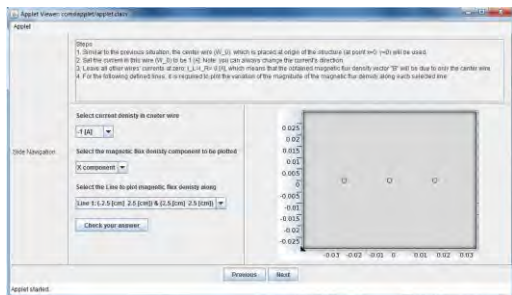 Applet Viewer: com/eapplet/applet.class
Applet
Steps
1. Similar to the previous situation, the center wire (W_0), which is placed at origin of the structure (at point x=0, y=0) will be used.
2. Set the current in this wire (W_0) to be 1 [A]. Note: you can always change the current's direction.
3. Leave all other wires' currents at zero: I_L=I_R= 0 [A], which means that the obtained magnetic flux density vector "B" will be due to only the center wire.
4. For the following defined lines, it is required to plot the variation of the magnitude of the magnetic flux density along each selected line.
Side Navigation
Select current density in center wire
-1 [A]
Select the magnetic flux density component to be plotted
X component
Select the Line to plot magnetic flux density along
Line 1: (-2.5 [cm] 2.5 [cm]) & (2.5 [cm] 2.5 [cm])
Check your answer
0.025
0.02
0.015
0.01
0.005
0
-0.005
-0.01
-0.015
-0.02
-0.025
-0.03 -0.02 -0.01 0 0.01 0.02 0.03
Previous Next
Applet started.